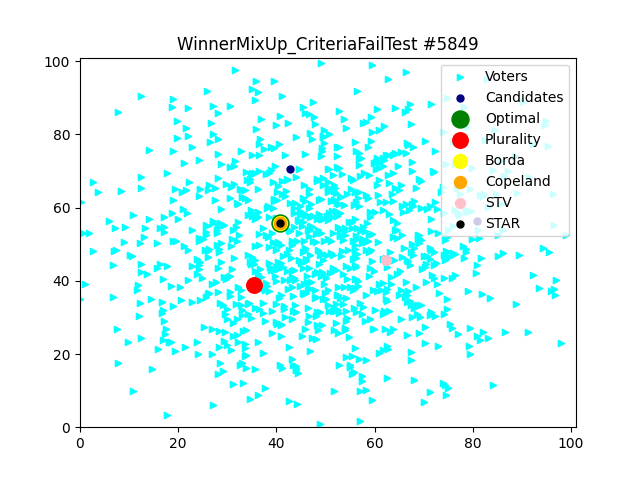 WinnerMixUp_CriteriaFailTest #5849
100
80
60
40
20
0
0
20
40
60
80
100
Voters
Candidates
Optimal
Plurality
Borda
Copeland
STV
STAR